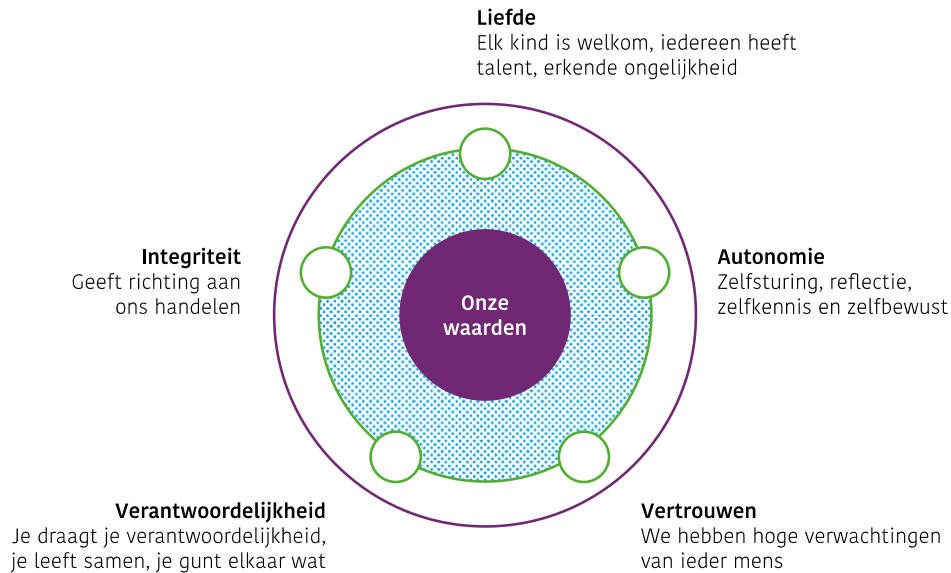 Liefde
Elk kind is welkom, iedereen heeft
talent, erkende ongelijkheid
Integriteit
Geeft richting aan
ons handelen
Onze
waarden
Autonomie
Zelfsturing, reflectie,
zelfkennis en zelfbewust
Verantwoordelijkheid
Je draagt je verantwoordelijkheid,
je leeft samen, je gunt elkaar wat
Vertrouwen
We hebben hoge verwachtingen
van ieder mens